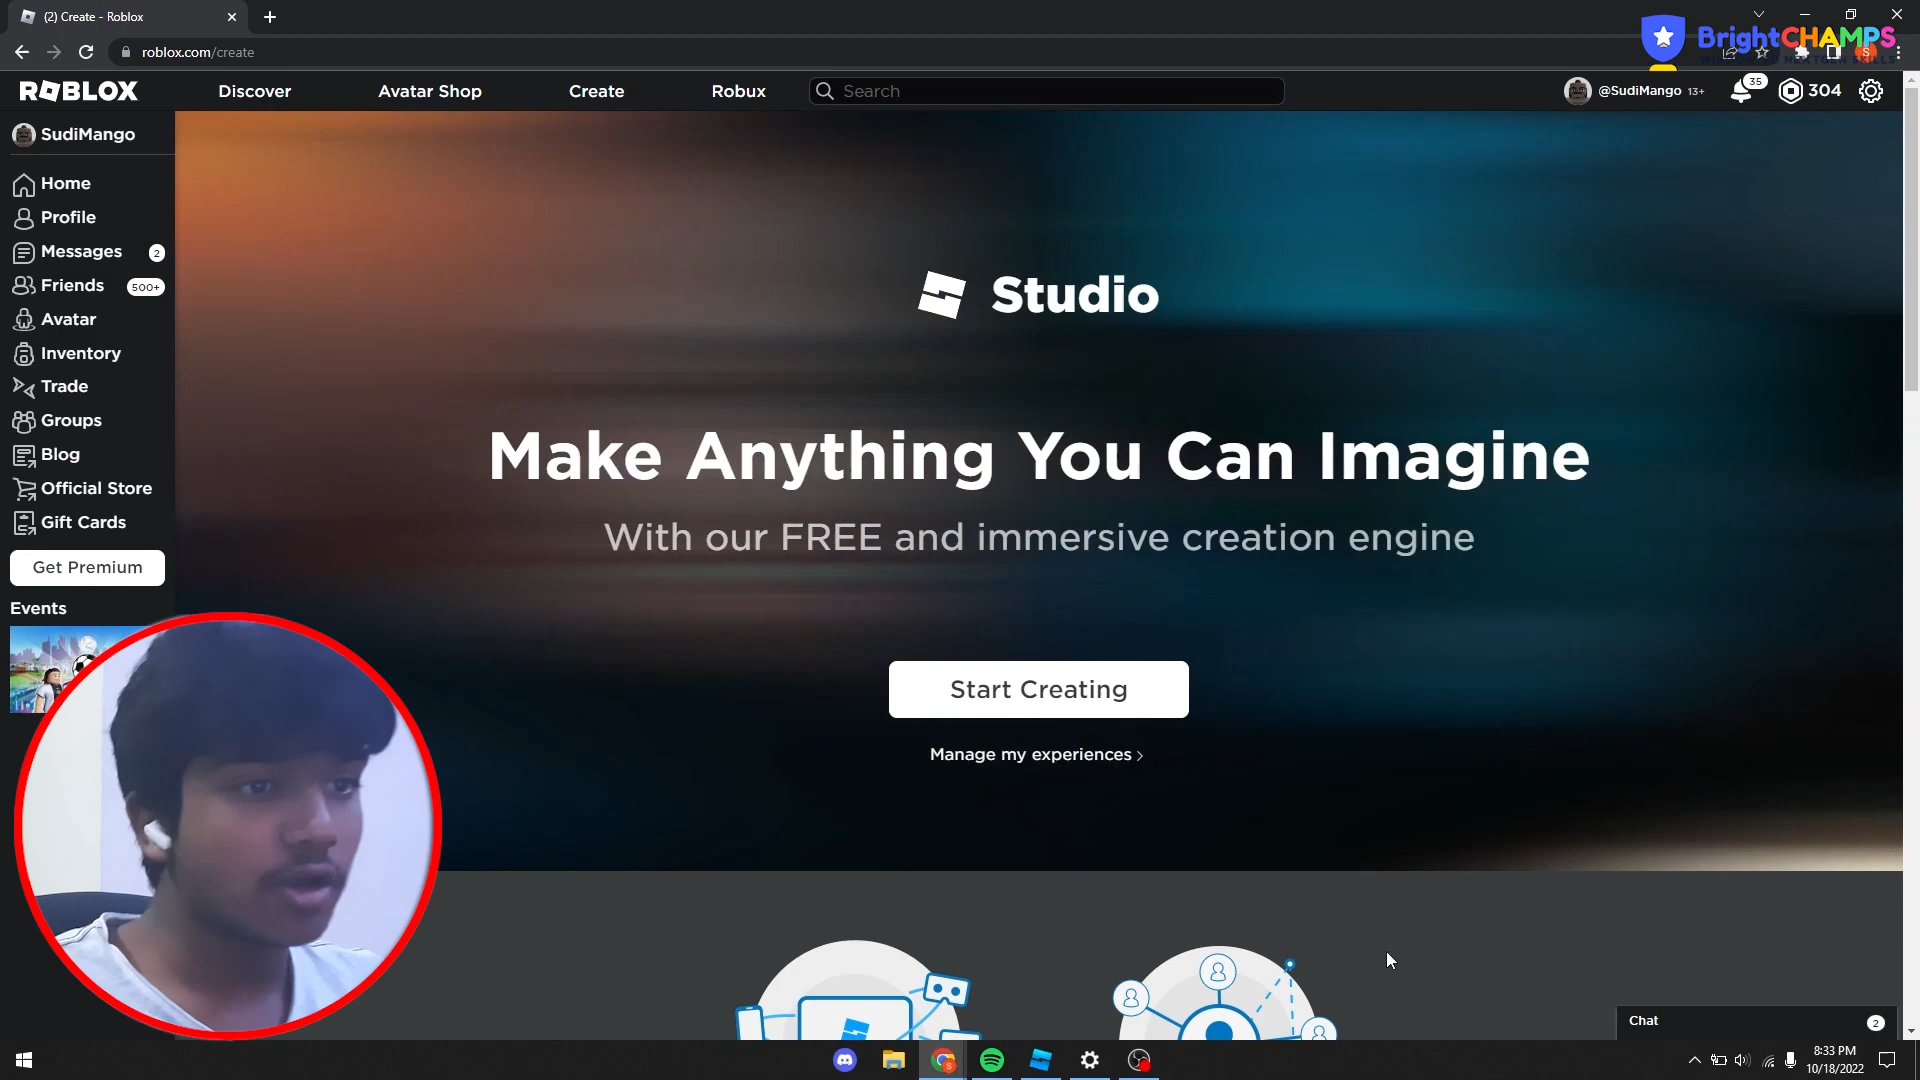 (2) Create - Roblox
roblox.com/create
BrightCHAMPS
ROBLOX
Discover
Avatar Shop
Create
Robux
Search
@SudiMango 13+
35
304
SudiMango
Home
Profile
Messages 2
Friends 500+
Avatar
Inventory
Trade
Groups
Blog
Official Store
Gift Cards
Get Premium
Events
Studio
Make Anything You Can Imagine
With our FREE and immersive creation engine
Start Creating
Manage my experiences
Chat 2
8:33 PM
10/18/2022